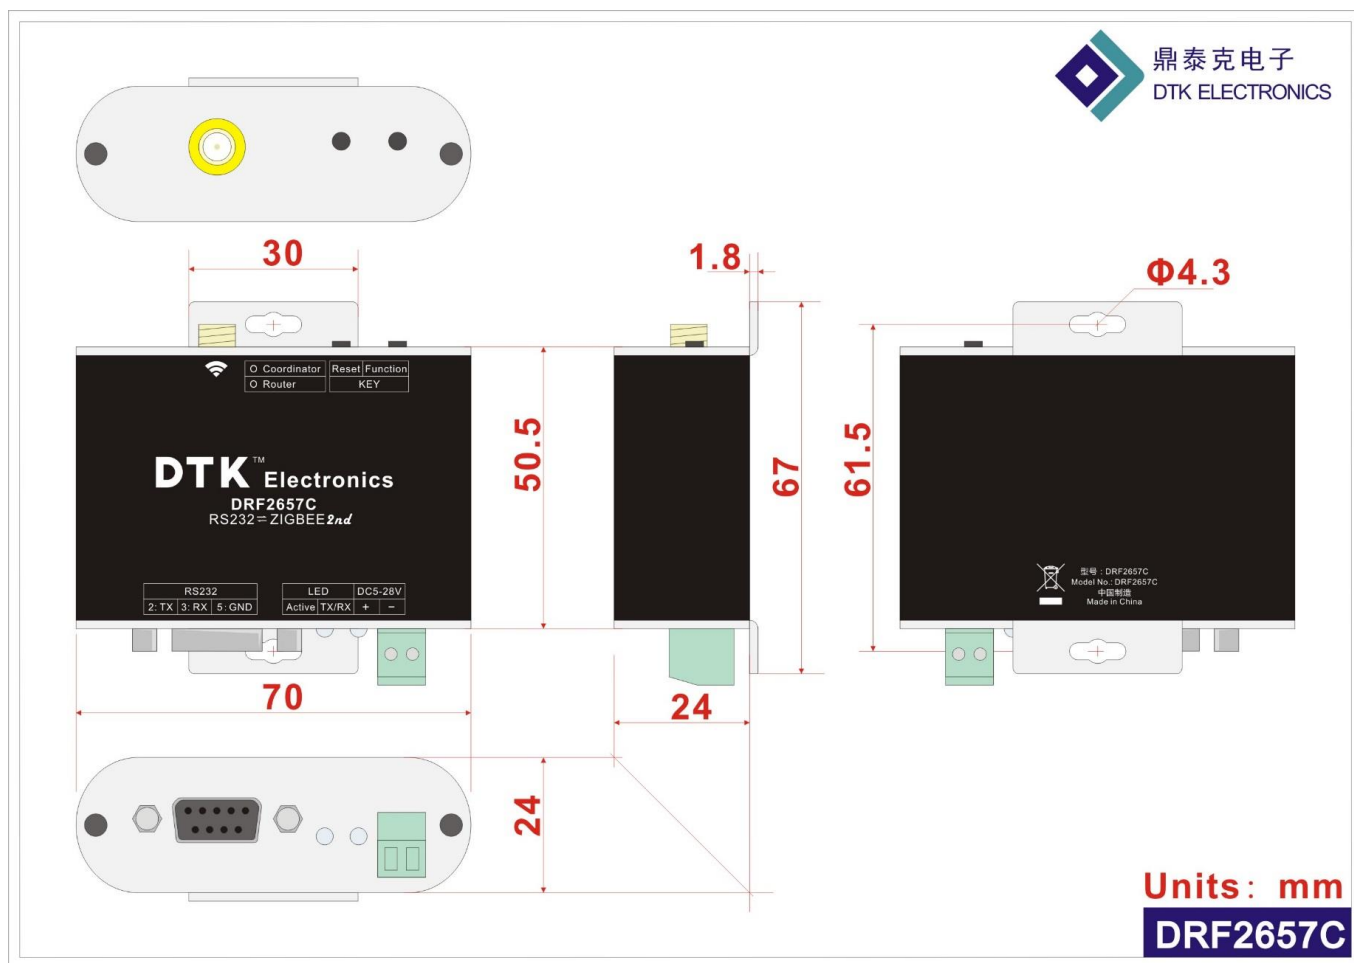 鼎泰克电子
DTK ELECTRONICS
30
1.8
Φ4.3
Coordinator
Router
Reset Function
KEY
DTK™ Electronics
DRF2657C
RS232⇌ZIGBEE2nd
RS232
2: TX 3: RX 5: GND
LED DC5-28V
Active TX/RX + −
50.5
67
61.5
型号：DRF2657C
Model No.: DRF2657C
中国制造
Made in China
70
24
24
Units: mm
DRF2657C